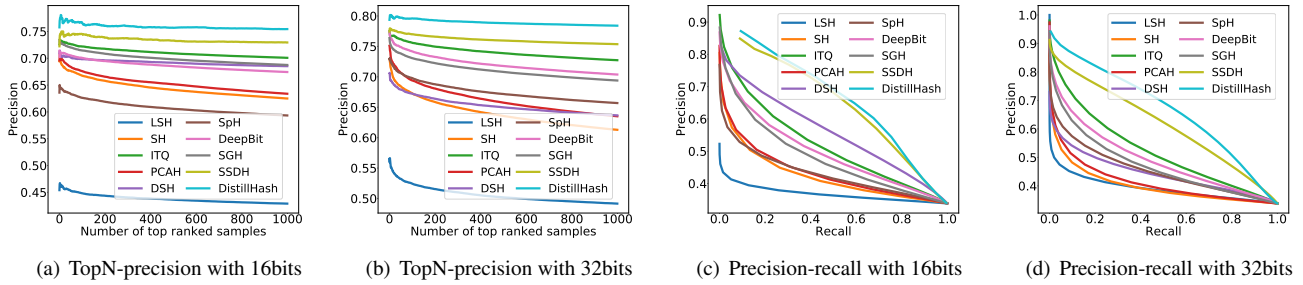 0.75
0.70
0.65
0.60
0.55
0.50
0.45
Precision
LSH
SH
ITQ
PCAH
DSH
SpH
DeepBit
SGH
SSDH
DistillHash
0 200 400 600 800 1000
Number of top ranked samples
(a) TopN-precision with 16bits
0.80
0.75
0.70
0.65
0.60
0.55
0.50
Precision
LSH
SH
ITQ
PCAH
DSH
SpH
DeepBit
SGH
SSDH
DistillHash
0 200 400 600 800 1000
Number of top ranked samples
(b) TopN-precision with 32bits
0.9
0.8
0.7
0.6
0.5
0.4
Precision
LSH
SH
ITQ
PCAH
DSH
SpH
DeepBit
SGH
SSDH
DistillHash
0.0 0.2 0.4 0.6 0.8 1.0
Recall
(c) Precision-recall with 16bits
1.0
0.9
0.8
0.7
0.6
0.5
0.4
Precision
LSH
SH
ITQ
PCAH
DSH
SpH
DeepBit
SGH
SSDH
DistillHash
0.0 0.2 0.4 0.6 0.8 1.0
Recall
(d) Precision-recall with 32bits